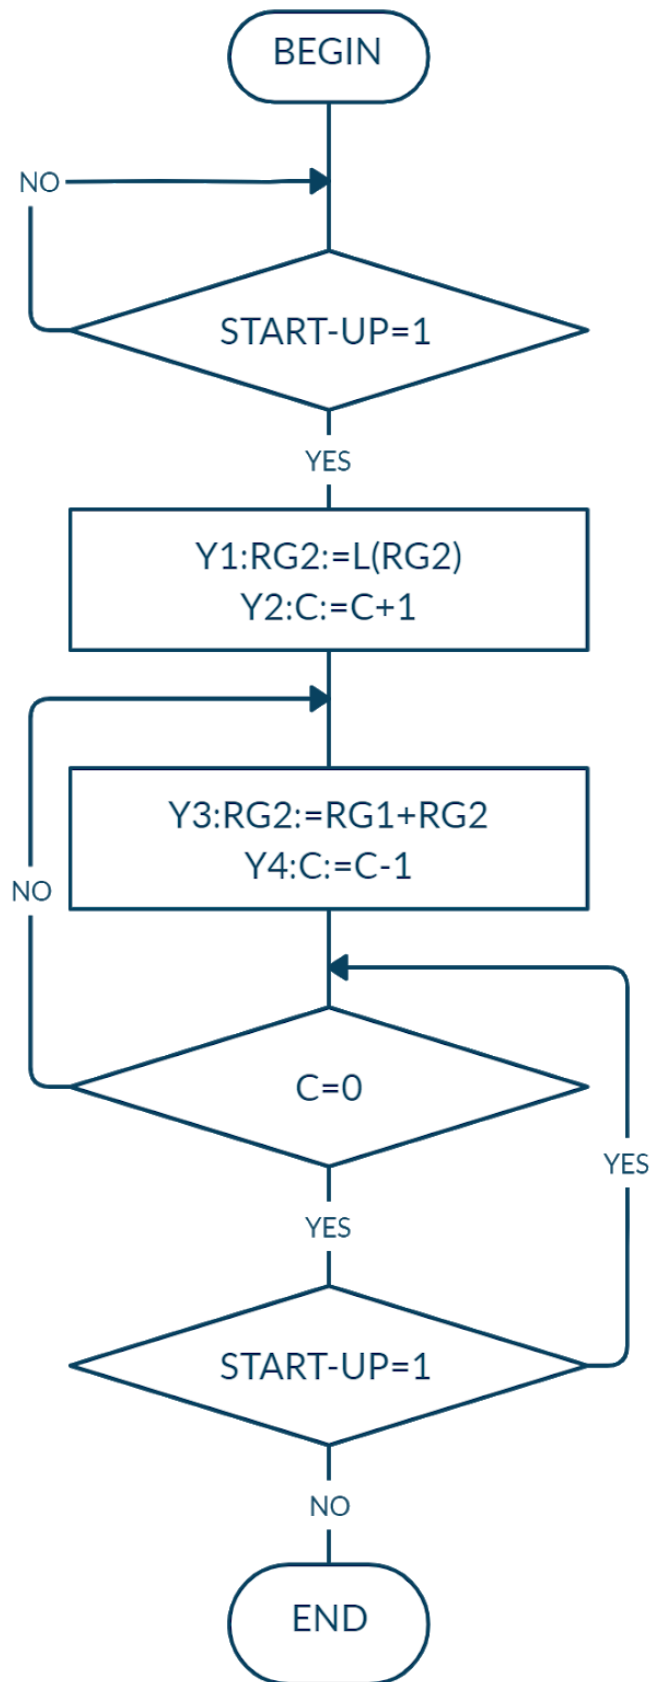 BEGIN
NO
START-UP=1
YES
Y1:RG2:=L(RG2)
Y2:C:=C+1
Y3:RG2:=RG1+RG2
Y4:C:=C-1
NO
C=0
YES
YES
START-UP=1
NO
END